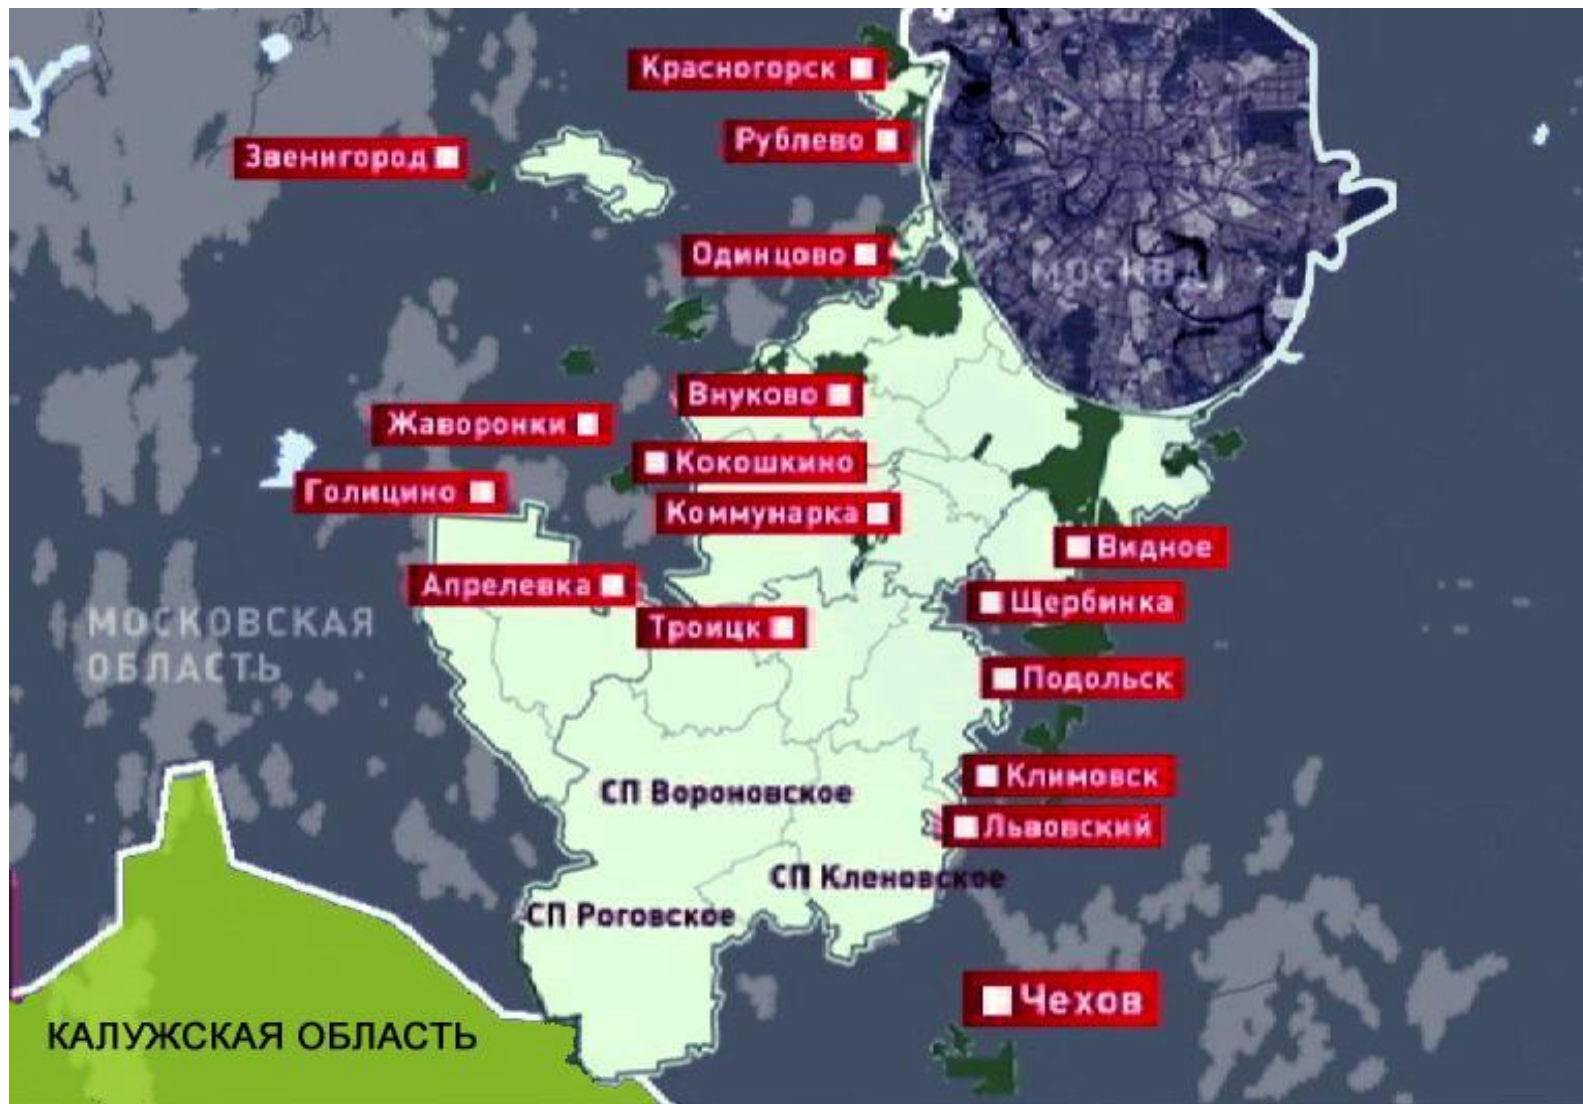 Красногорск
Рублево
Звенигород
Одинцово
МОСКВА
Внуково
Жаворонки
Кокошкино
Голицино
Коммунарка
Видное
Апрелевка
Щербинка
Троицк
МОСКОВСКАЯ
ОБЛАСТЬ
Подольск
Климовск
СП Вороновское
Львовский
СП Кленовское
СП Роговское
Чехов
КАЛУЖСКАЯ ОБЛАСТЬ